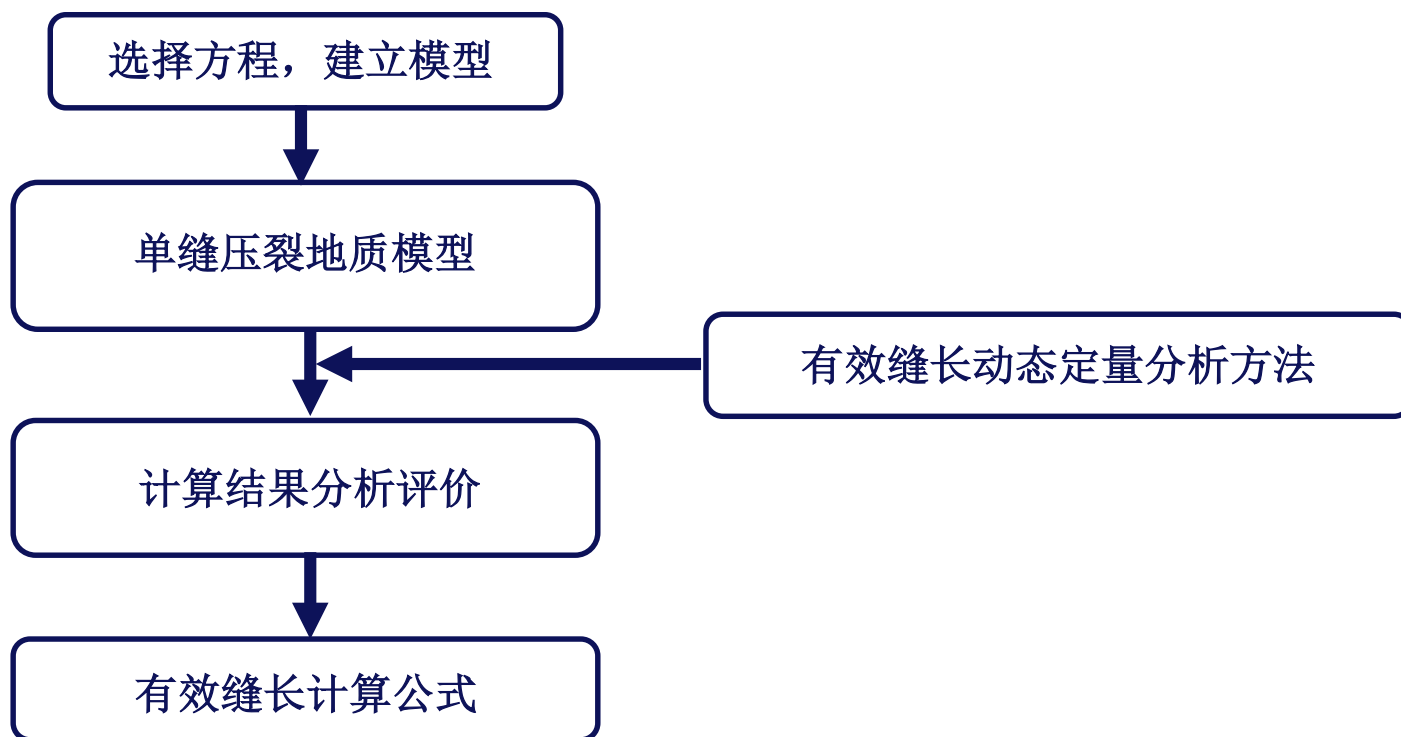 选择方程，建立模型
单缝压裂地质模型
有效缝长动态定量分析方法
计算结果分析评价
有效缝长计算公式